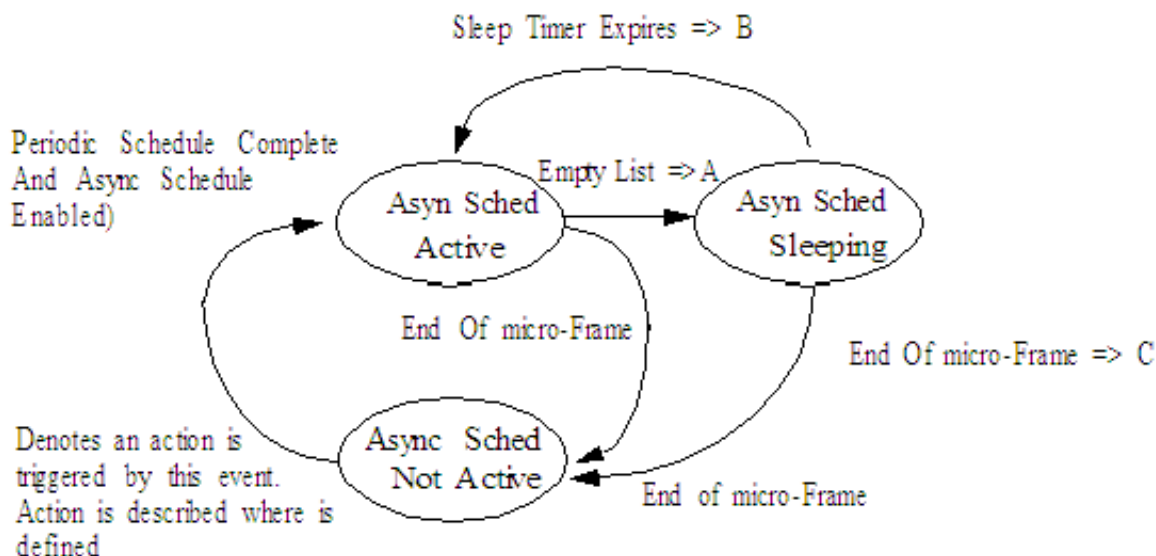 Sleep Timer Expires => B
Periodic Schedule Complete
And Async Schedule
Enabled)
Empty List => A
Asyn Sched
Active
Asyn Sched
Sleeping
End Of micro-Frame
End Of micro-Frame => C
Denotes an action is
triggered by this event.
Action is described where is
defined
Async Sched
Not Active
End of micro-Frame